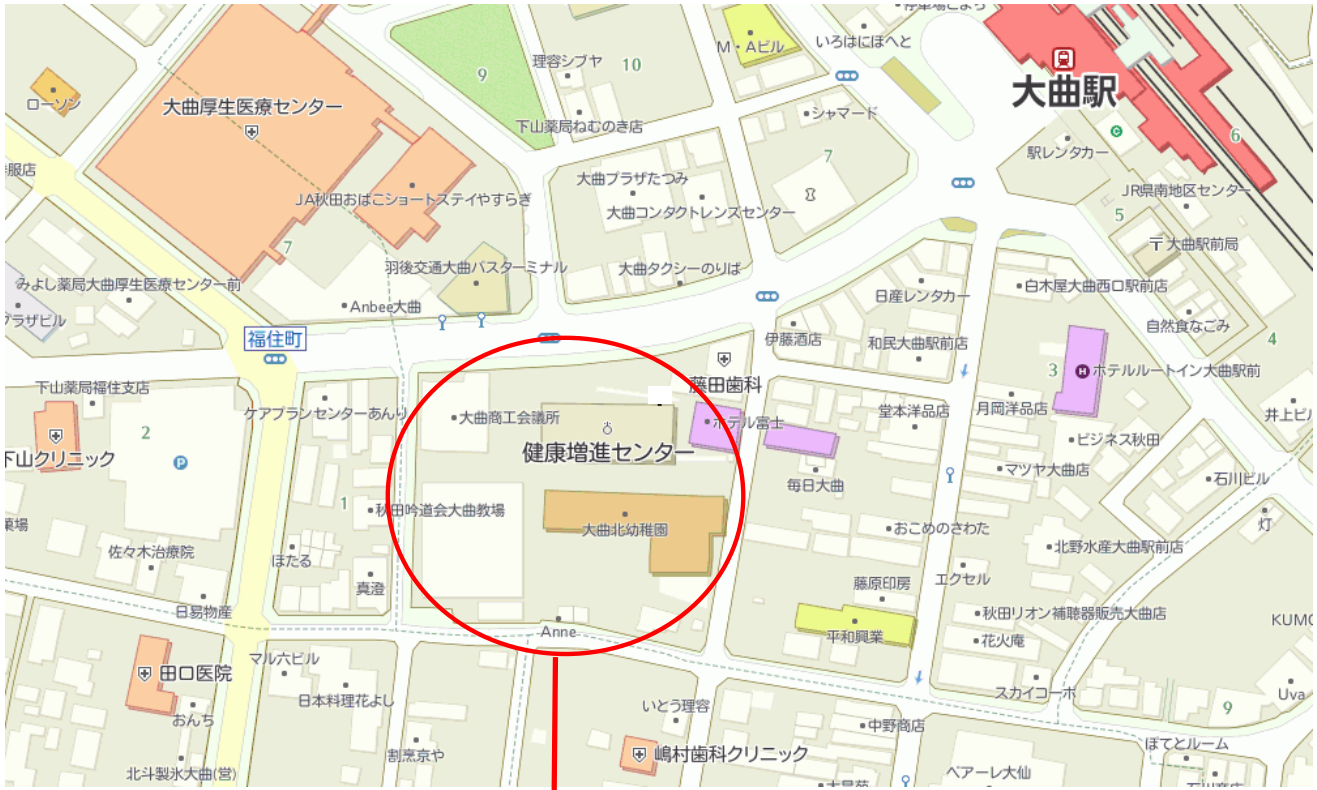 いろはにほへと
M・Aビル
理容シブヤ
10
9
大曲駅
ローソン
大曲厚生医療センター
シャマード
下山薬局ねむのき店
6
駅レンタカー
7
服店
大曲プラザたつみ
JA秋田おばこショートステイやすらぎ
大曲コンタクトレンズセンター
JR県南地区センター
5
7
〒大曲駅前局
羽後交通大曲バスターミナル
大曲タクシーのりば
みよし薬局大曲厚生医療センター前
白木屋大曲西口駅前店
日産レンタカー
Anbee大曲
プラザビル
自然食なごみ
福住町
伊藤酒店
和民大曲駅前店
4
3
H
ホテルルートイン大曲駅前
下山薬局福住支店
藤田歯科
ケアプランセンターあんり
大曲商工会議所
ホテル富士
堂本洋品店
月岡洋品店
井上ビル
2
健康増進センター
ビジネス秋田
下山クリニック
P
毎日大曲
マツヤ大曲店
石川ビル
1
秋田吟道会大曲教場
大曲北幼稚園
おこめのさわた
灯
菓場
佐々木治療院
ほたる
北野水産大曲駅前店
真澄
藤原印房
エクセル
日易物産
秋田リオン補聴器販売大曲店
KUMO
Anne
平和興業
花火庵
マル六ビル
田口医院
日本料理花よし
スカイコーポ
Uva
おんち
いとう理容
9
中野商店
割烹京や
嶋村歯科クリニック
ぽてとルーム
北斗製氷大曲(営)
ペアーレ大仙